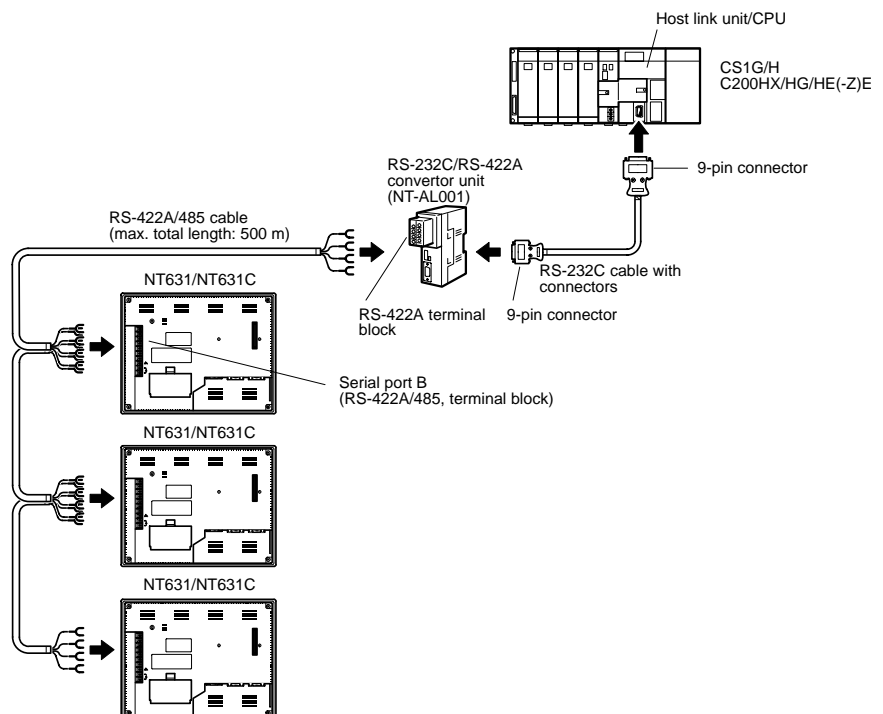 Host link unit/CPU
CS1G/H
C200HX/HG/HE(-Z)E
9-pin connector
RS-232C/RS-422A
convertor unit
(NT-AL001)
RS-422A/485 cable
(max. total length: 500 m)
RS-232C cable with
connectors
RS-422A terminal
block
9-pin connector
NT631/NT631C
Serial port B
(RS-422A/485, terminal block)
NT631/NT631C
NT631/NT631C